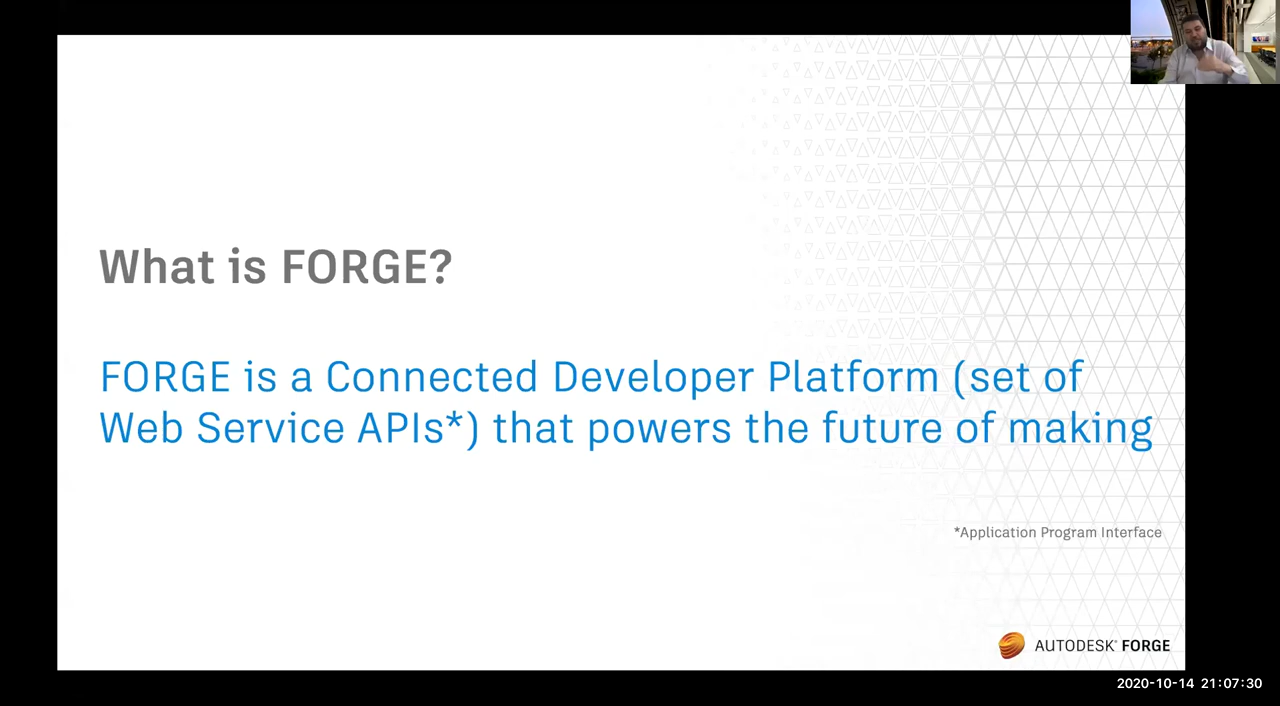 What is FORGE?
FORGE is a Connected Developer Platform (set of
Web Service APIs*) that powers the future of making
*Application Program Interface
AUTODESK® FORGE
2020-10-14 21:07:30